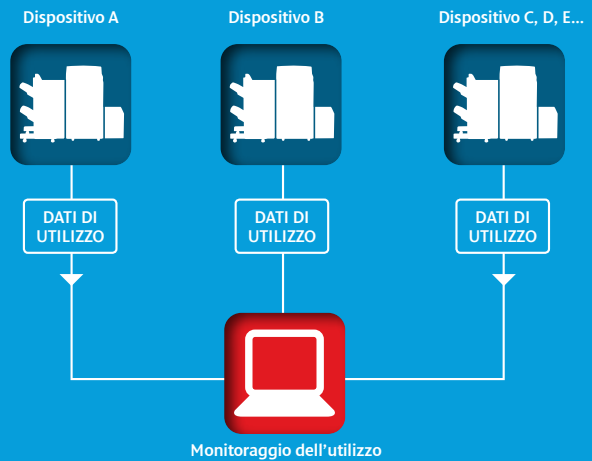 Dispositivo A
Dispositivo B
Dispositivo C, D, E...
DATI DI
UTILIZZO
DATI DI
UTILIZZO
DATI DI
UTILIZZO
Monitoraggio dell'utilizzo